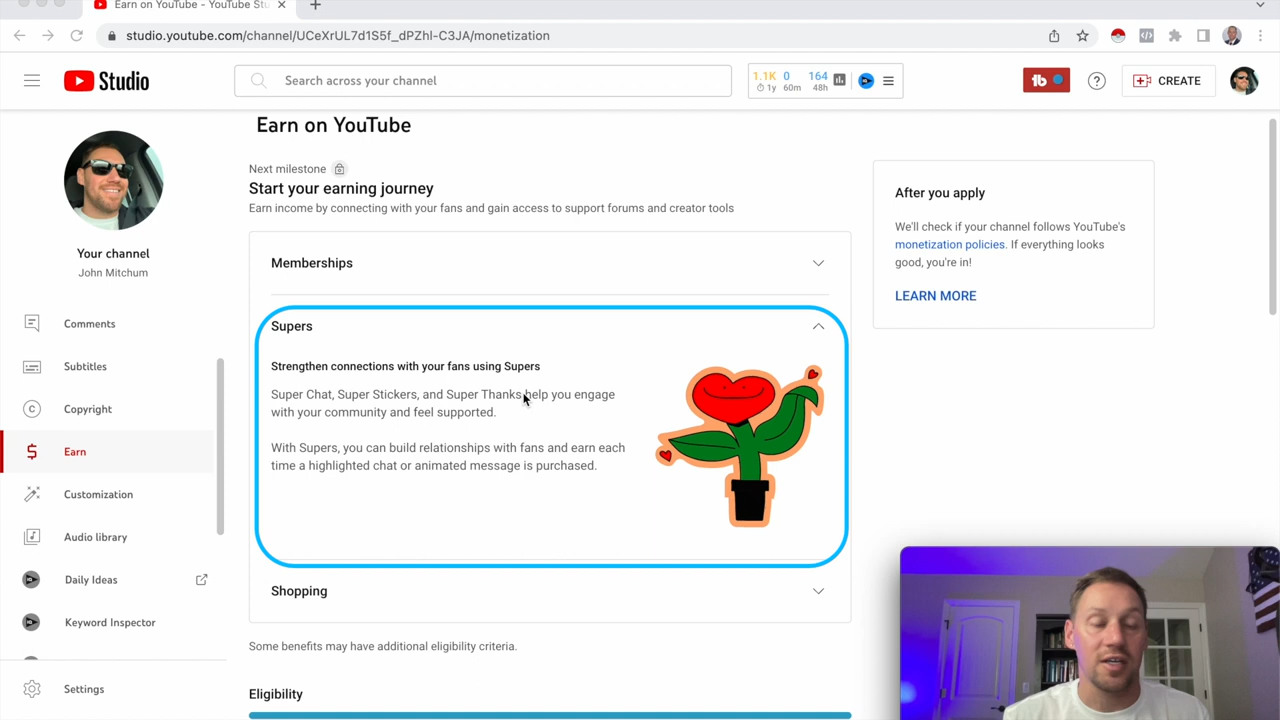 Earn on YouTube - YouTube Stu
studio.youtube.com/channel/UCeXrUL7d1S5f_dPZhl-C3JA/monetization
Studio
Search across your channel
1.1K 0 164
1y 60m 48h
CREATE
Earn on YouTube
Next milestone
Start your earning journey
Earn income by connecting with your fans and gain access to support forums and creator tools
Your channel
John Mitchum
Comments
Subtitles
Copyright
Earn
Customization
Audio library
Daily Ideas
Keyword Inspector
Settings
Memberships
Supers
Strengthen connections with your fans using Supers
Super Chat, Super Stickers, and Super Thanks help you engage
with your community and feel supported.
With Supers, you can build relationships with fans and earn each
time a highlighted chat or animated message is purchased.
Shopping
Some benefits may have additional eligibility criteria.
Eligibility
After you apply
We'll check if your channel follows YouTube's
monetization policies. If everything looks
good, you're in!
LEARN MORE